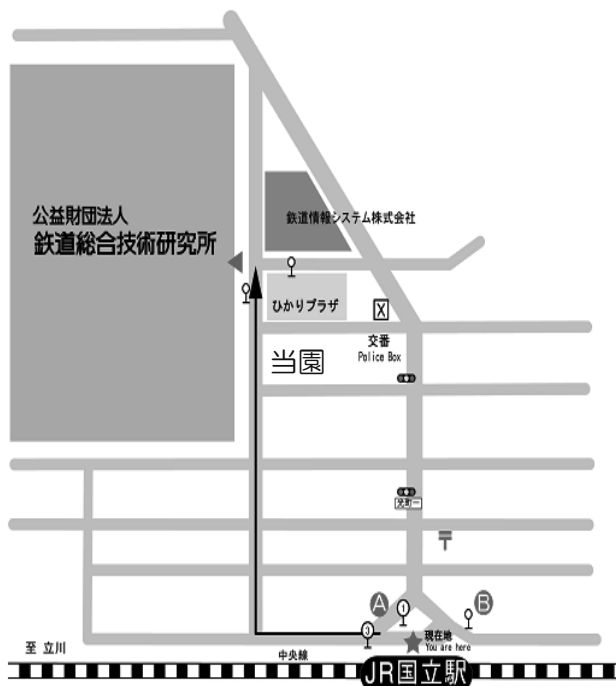 公益財団法人
鉄道総合技術研究所
鉄道情報システム株式会社
ひかりプラザ
X
交番
Police Box
当園
光町一
〒
A
1
B
3
現在地
You are here
至 立川
中央線
JR国立駅